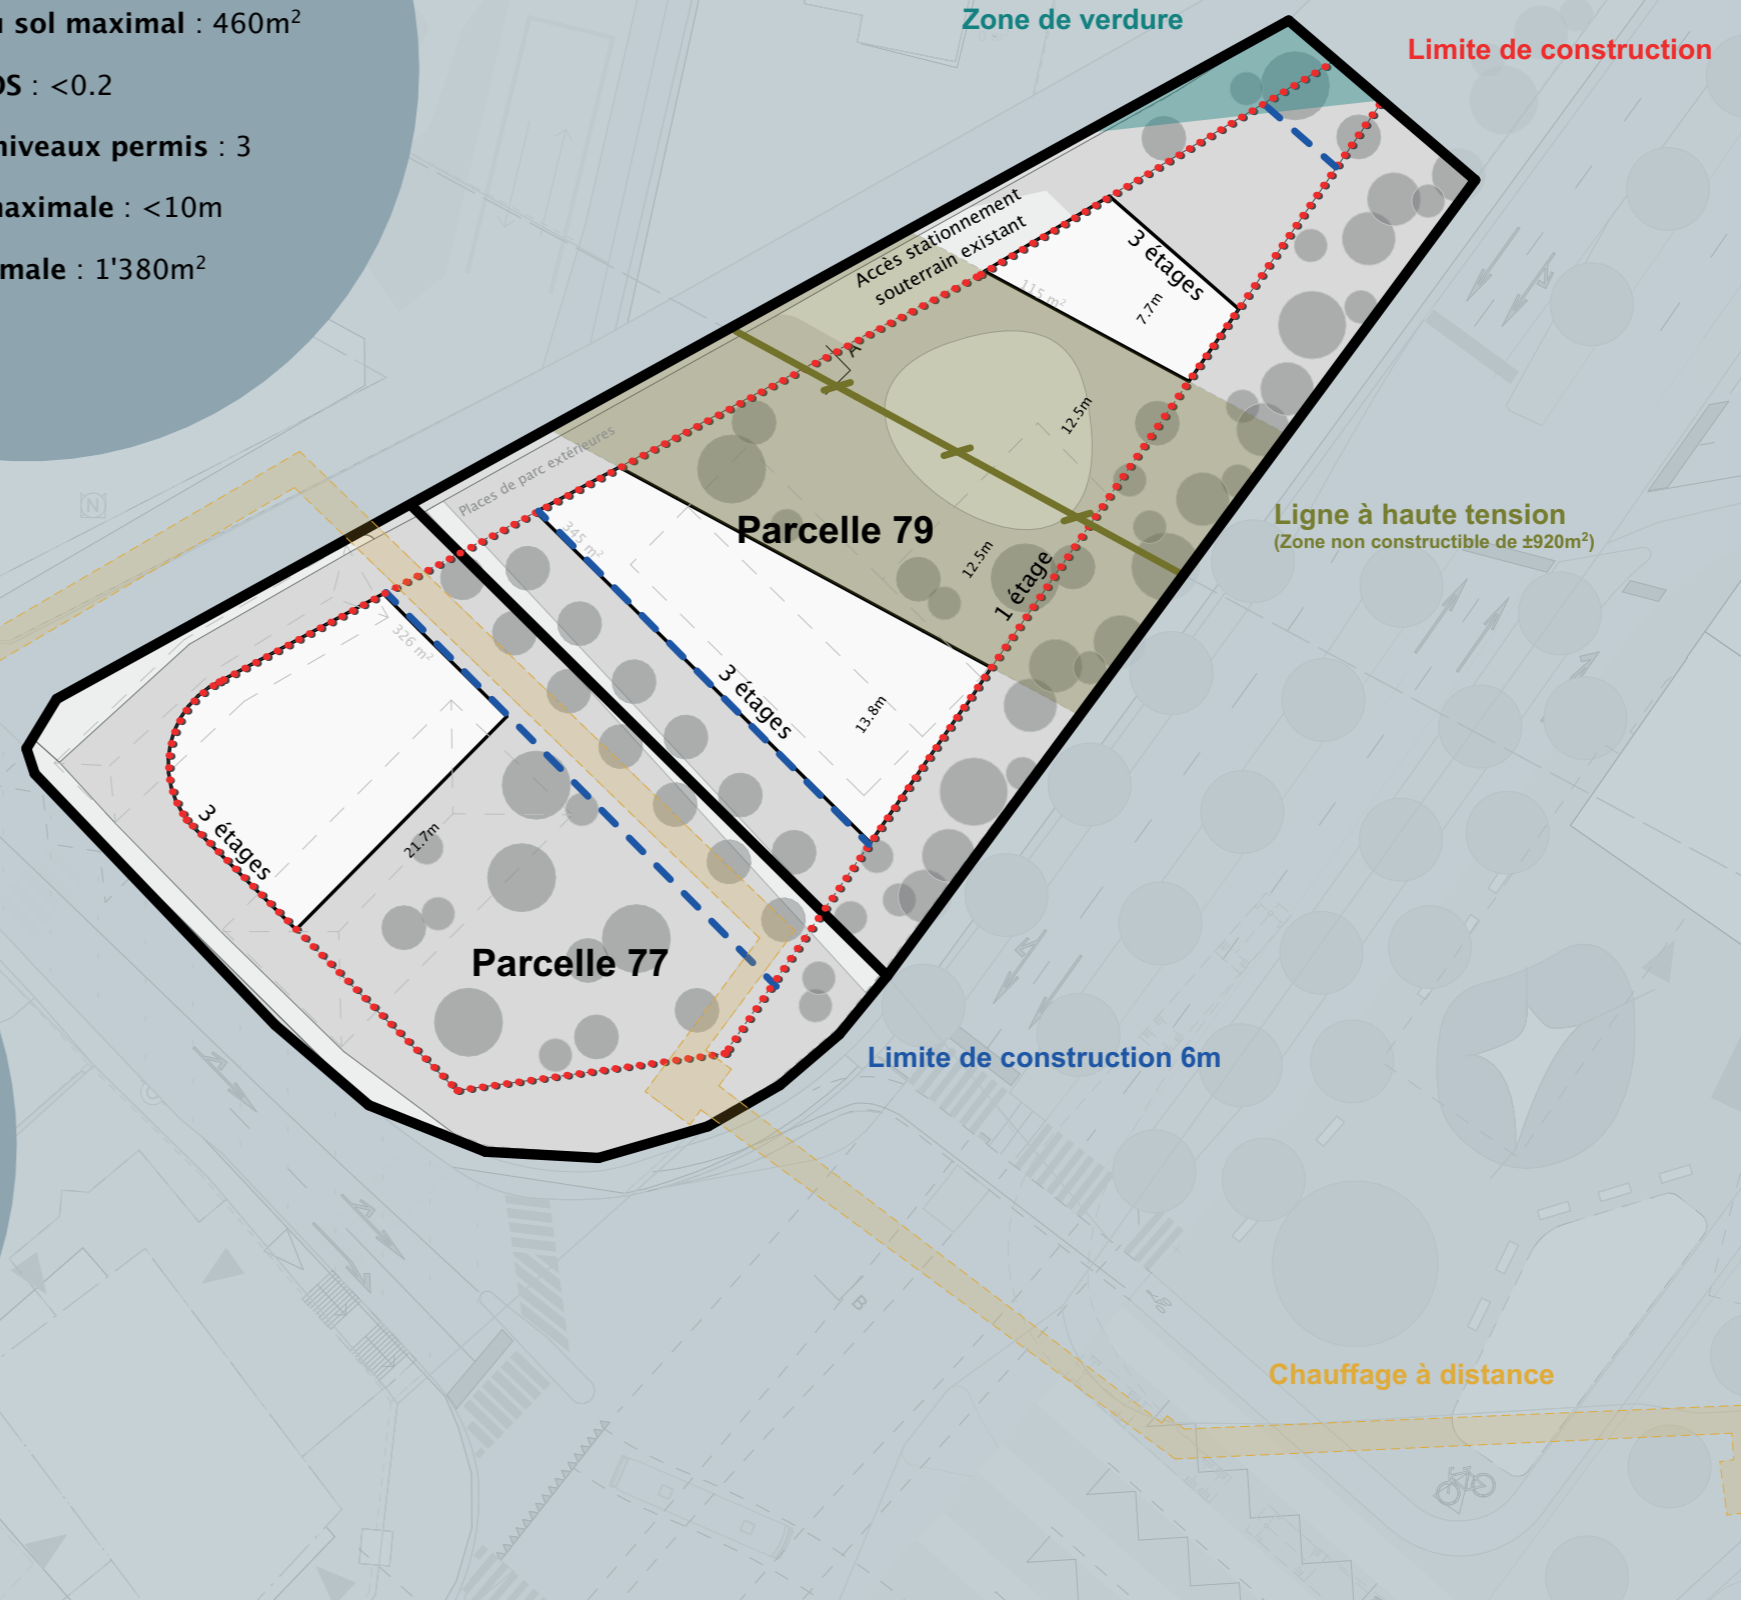 sol maximal : 460m²
OS : <0.2
niveaux permis : 3
maximale : <10m
male : 1'380m²
Zone de verdure
Limite de construction
Accès stationnement
souterrain existant
3 étages
115 m²
7.7m
A
12.5m
Places de parc extérieures
Parcelle 79
Ligne à haute tension
(Zone non constructible de ±920m²)
N
345 m²
12.5m
1 étage
326 m²
3 étages
13.8m
3 étages
21.7m
Parcelle 77
Limite de construction 6m
B
Chauffage à distance